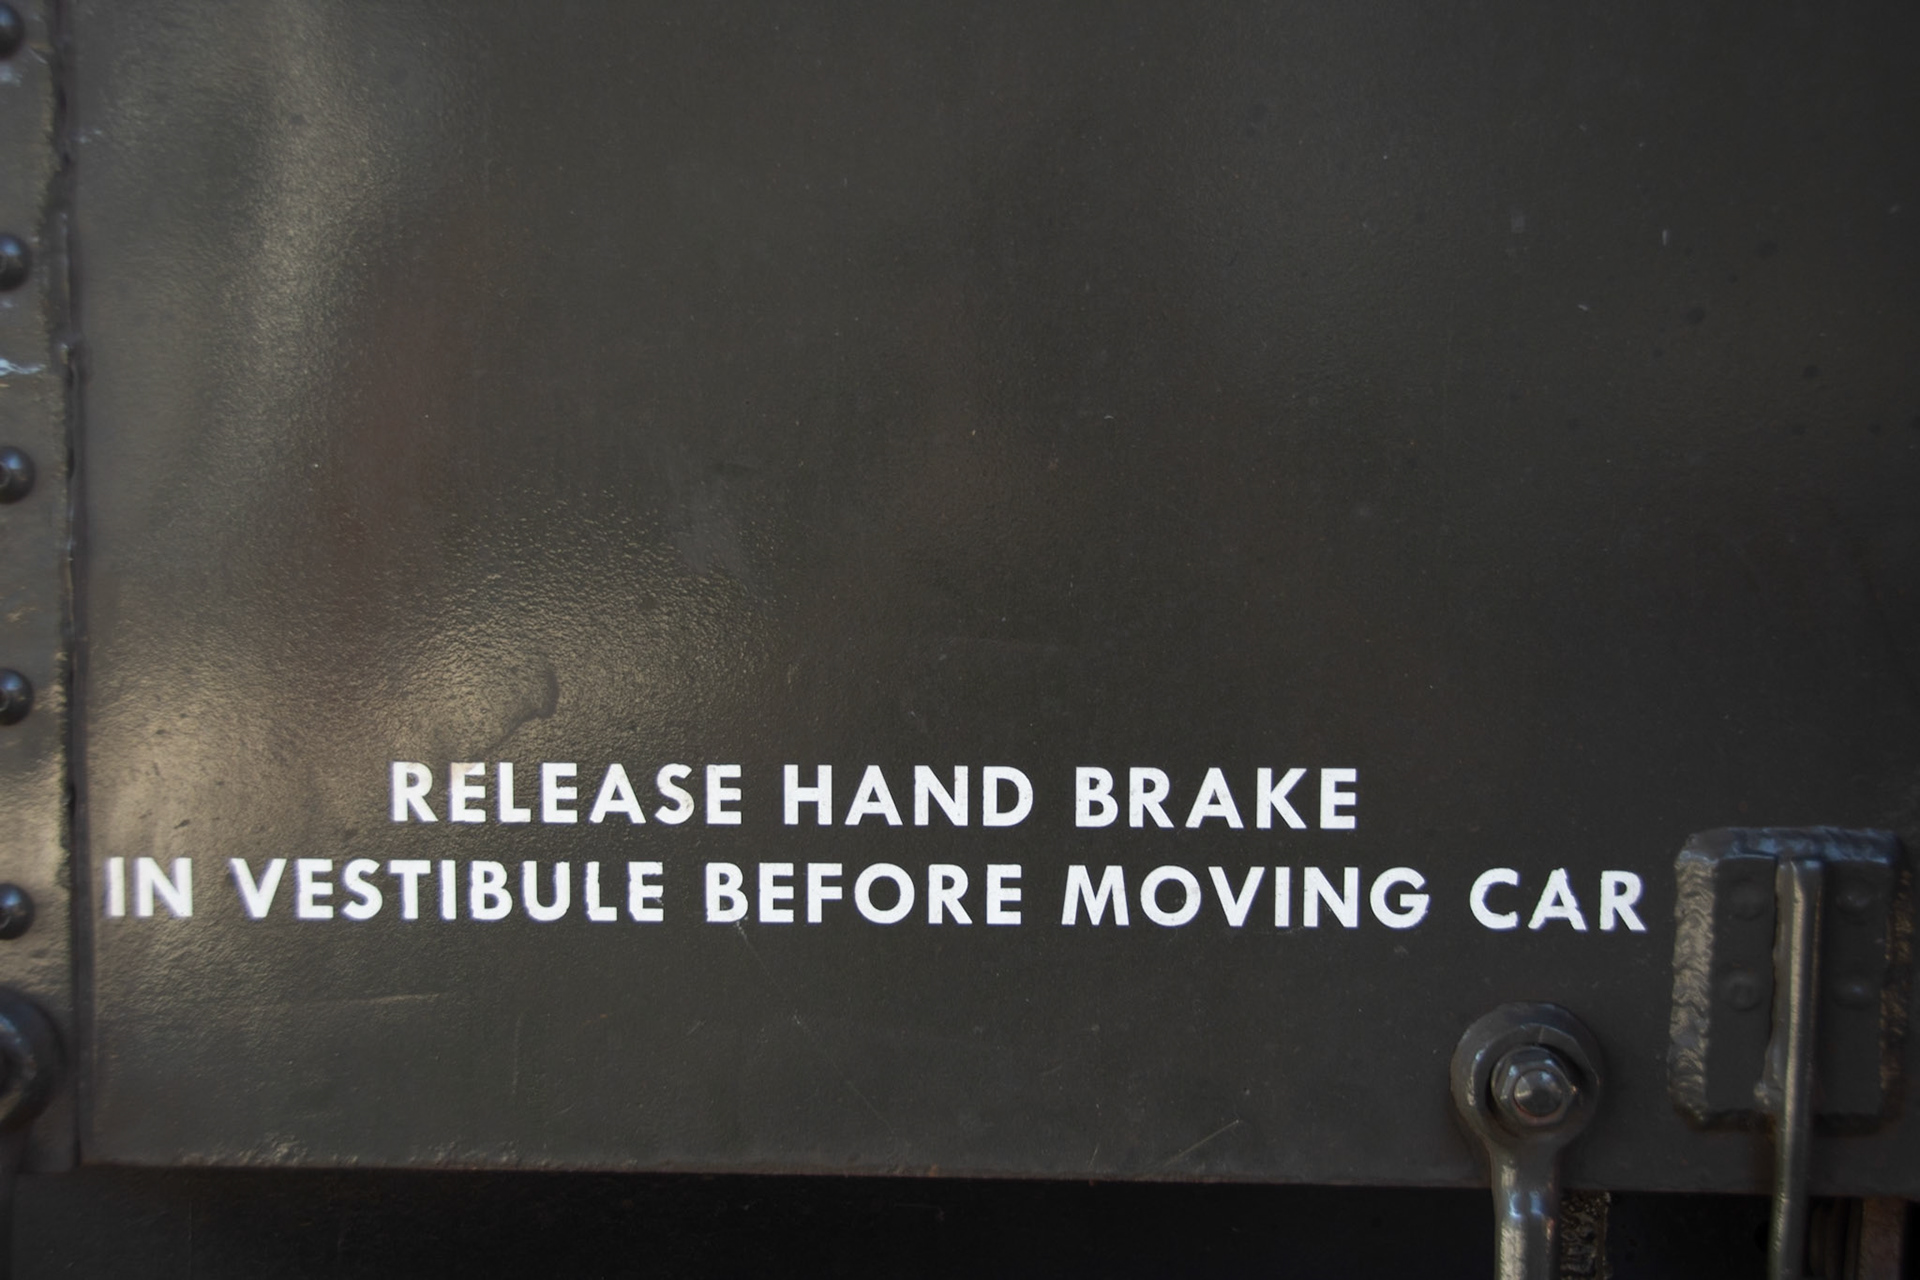 RELEASE HAND BRAKE
IN VESTIBULE BEFORE MOVING CAR